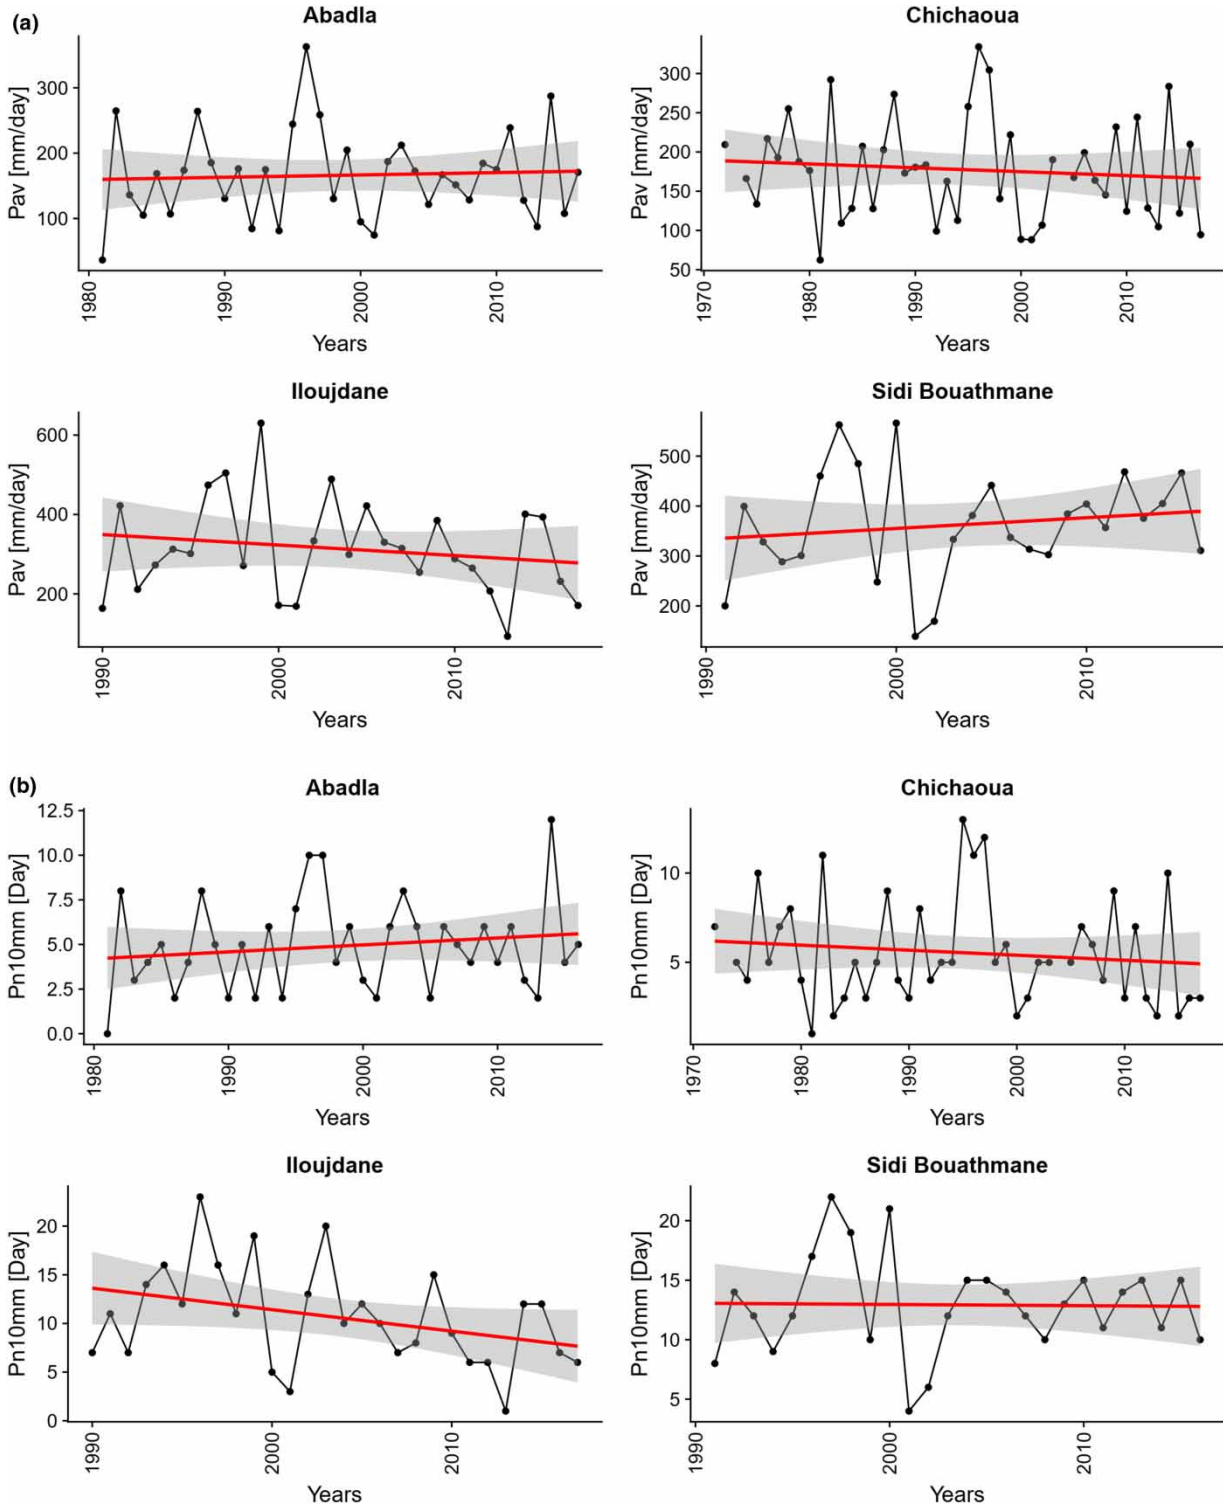 (a)
Abadla
Chichaoua
Pav [mm/day]
300
200
100
1980
1990
2000
2010
Years
Pav [mm/day]
300
250
200
150
100
50
1970
1980
1990
2000
2010
Years
Iloujdane
Sidi Bouathmane
Pav [mm/day]
600
400
200
1990
2000
2010
Years
Pav [mm/day]
500
400
300
200
1990
2000
2010
Years
(b)
Abadla
Chichaoua
Pn10mm [Day]
12.5
10.0
7.5
5.0
2.5
0.0
1980
1990
2000
2010
Years
Pn10mm [Day]
10
5
1970
1980
1990
2000
2010
Years
Iloujdane
Sidi Bouathmane
Pn10mm [Day]
20
15
10
5
0
1990
2000
2010
Years
Pn10mm [Day]
20
15
10
5
1990
2000
2010
Years